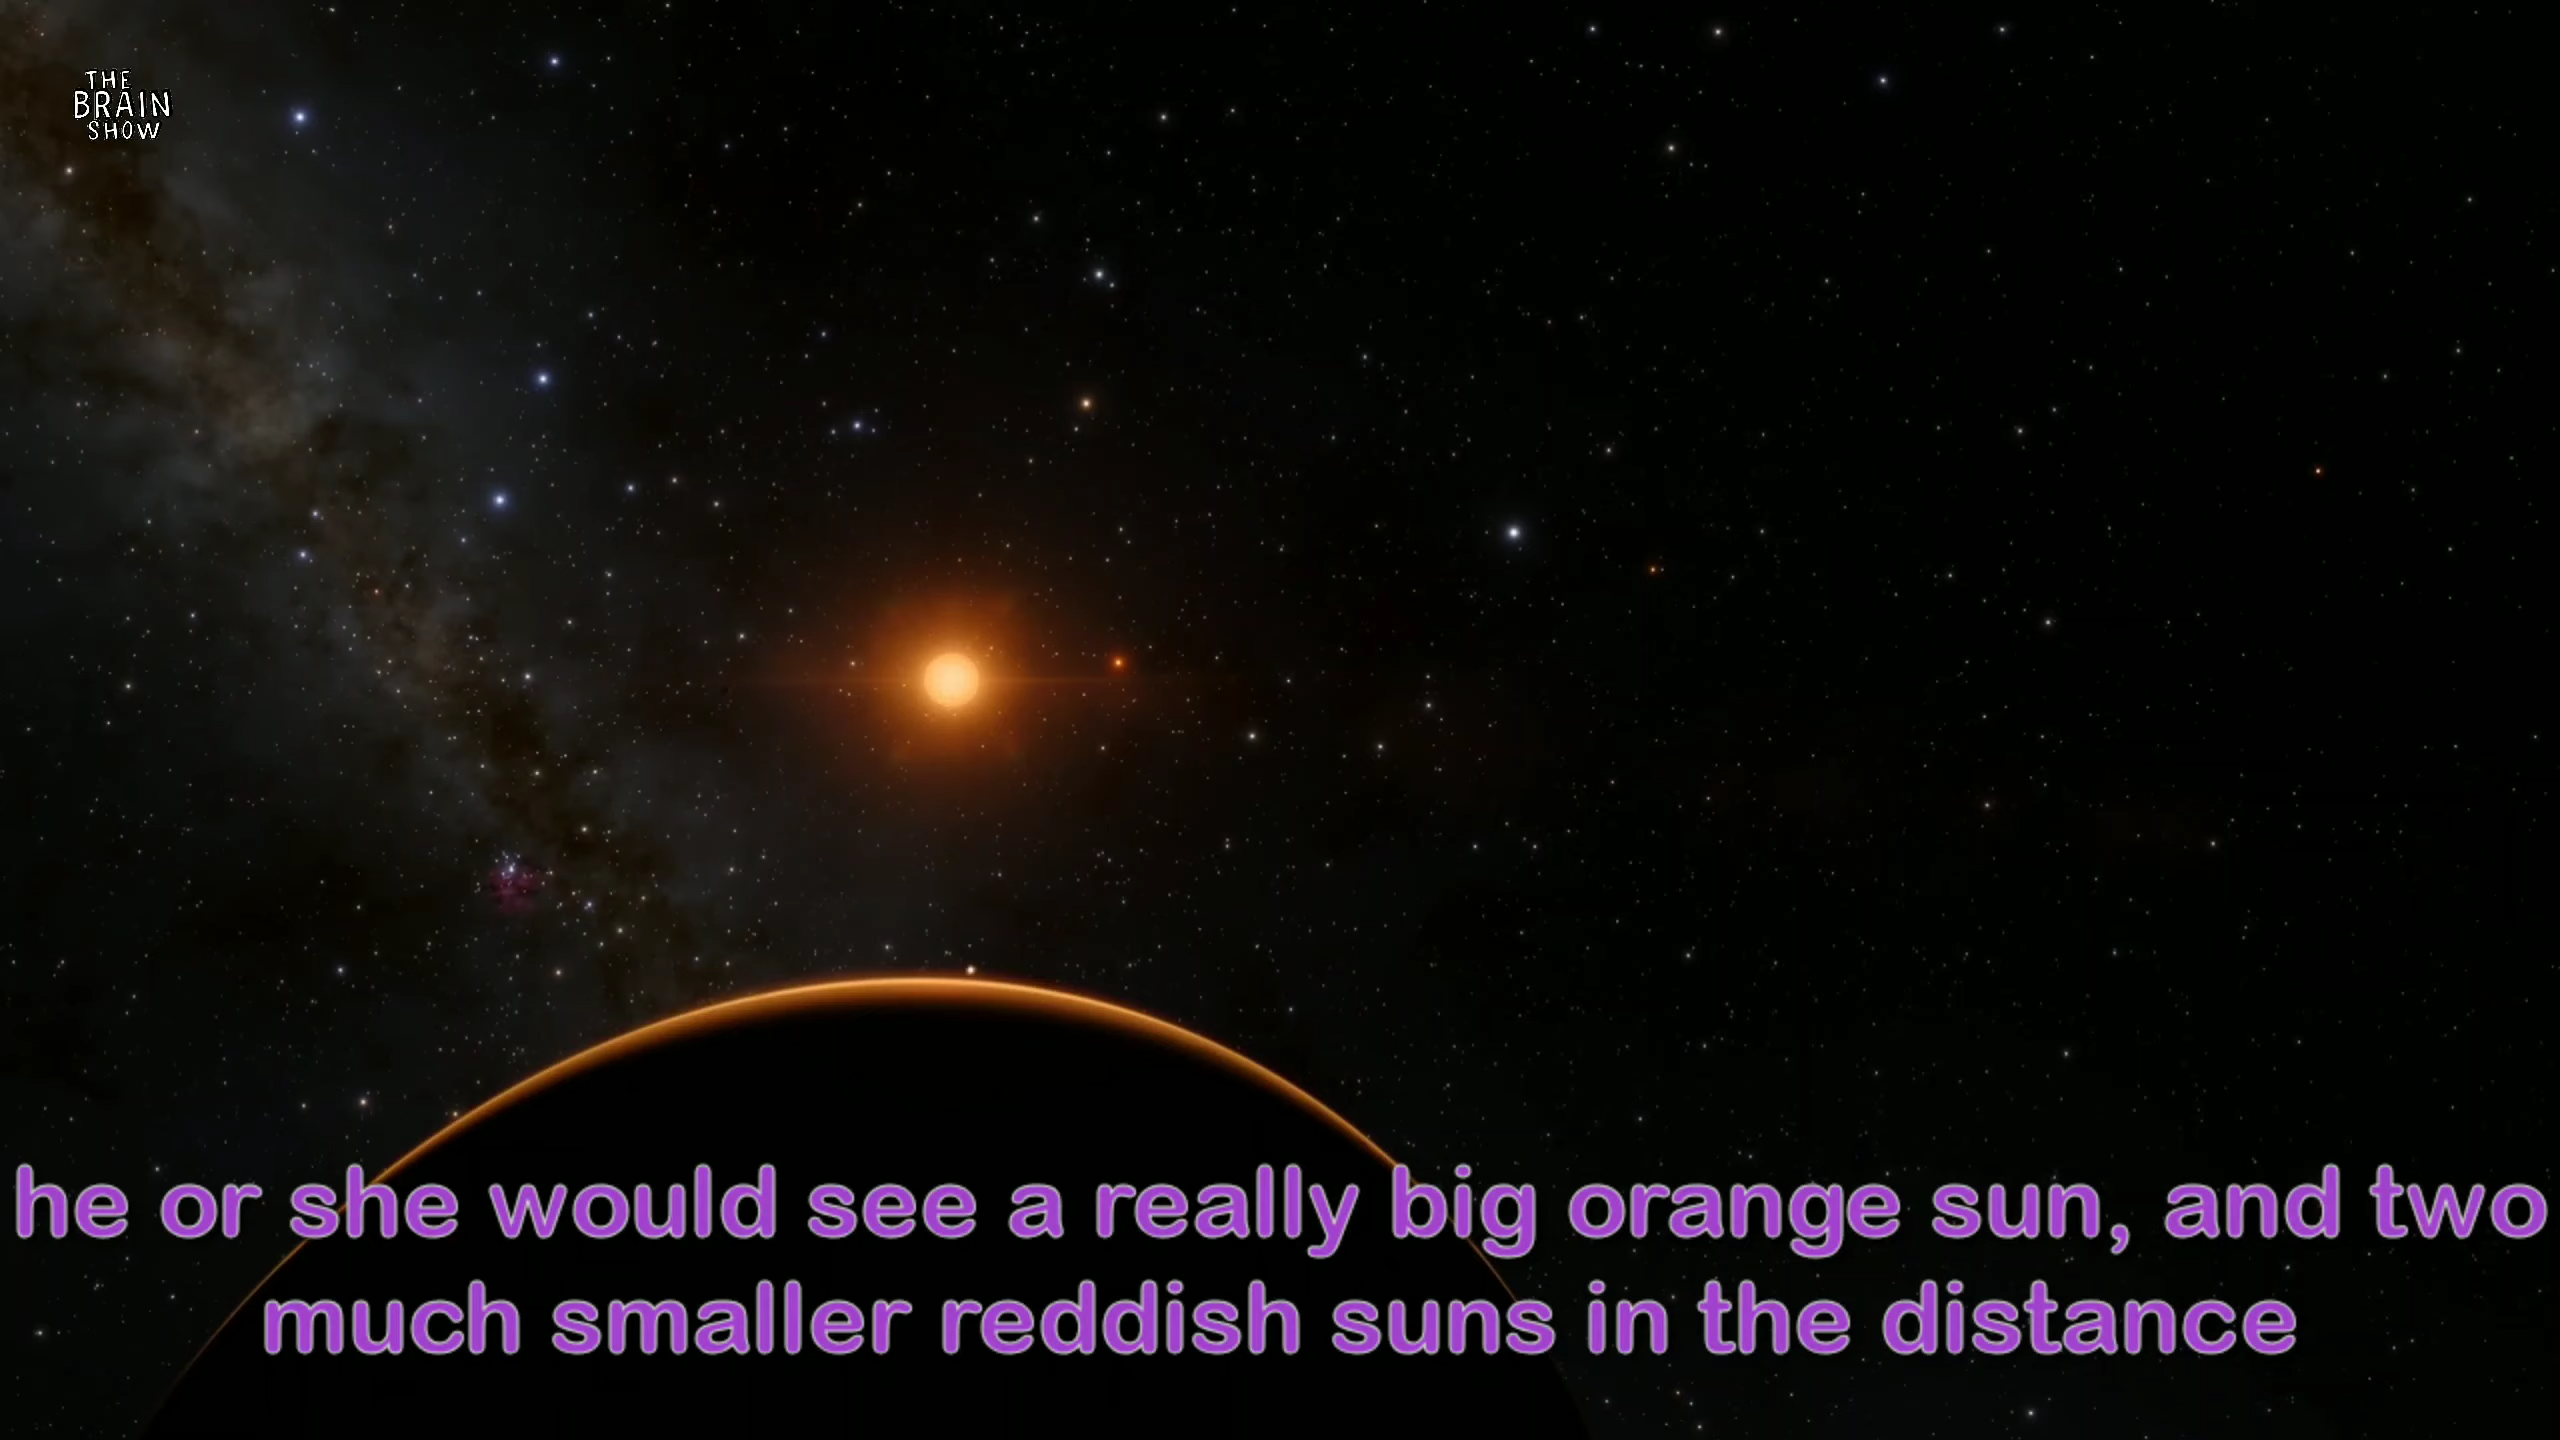 THE
BRAIN
SHOW
he or she would see a really big orange sun, and two
much smaller reddish suns in the distance